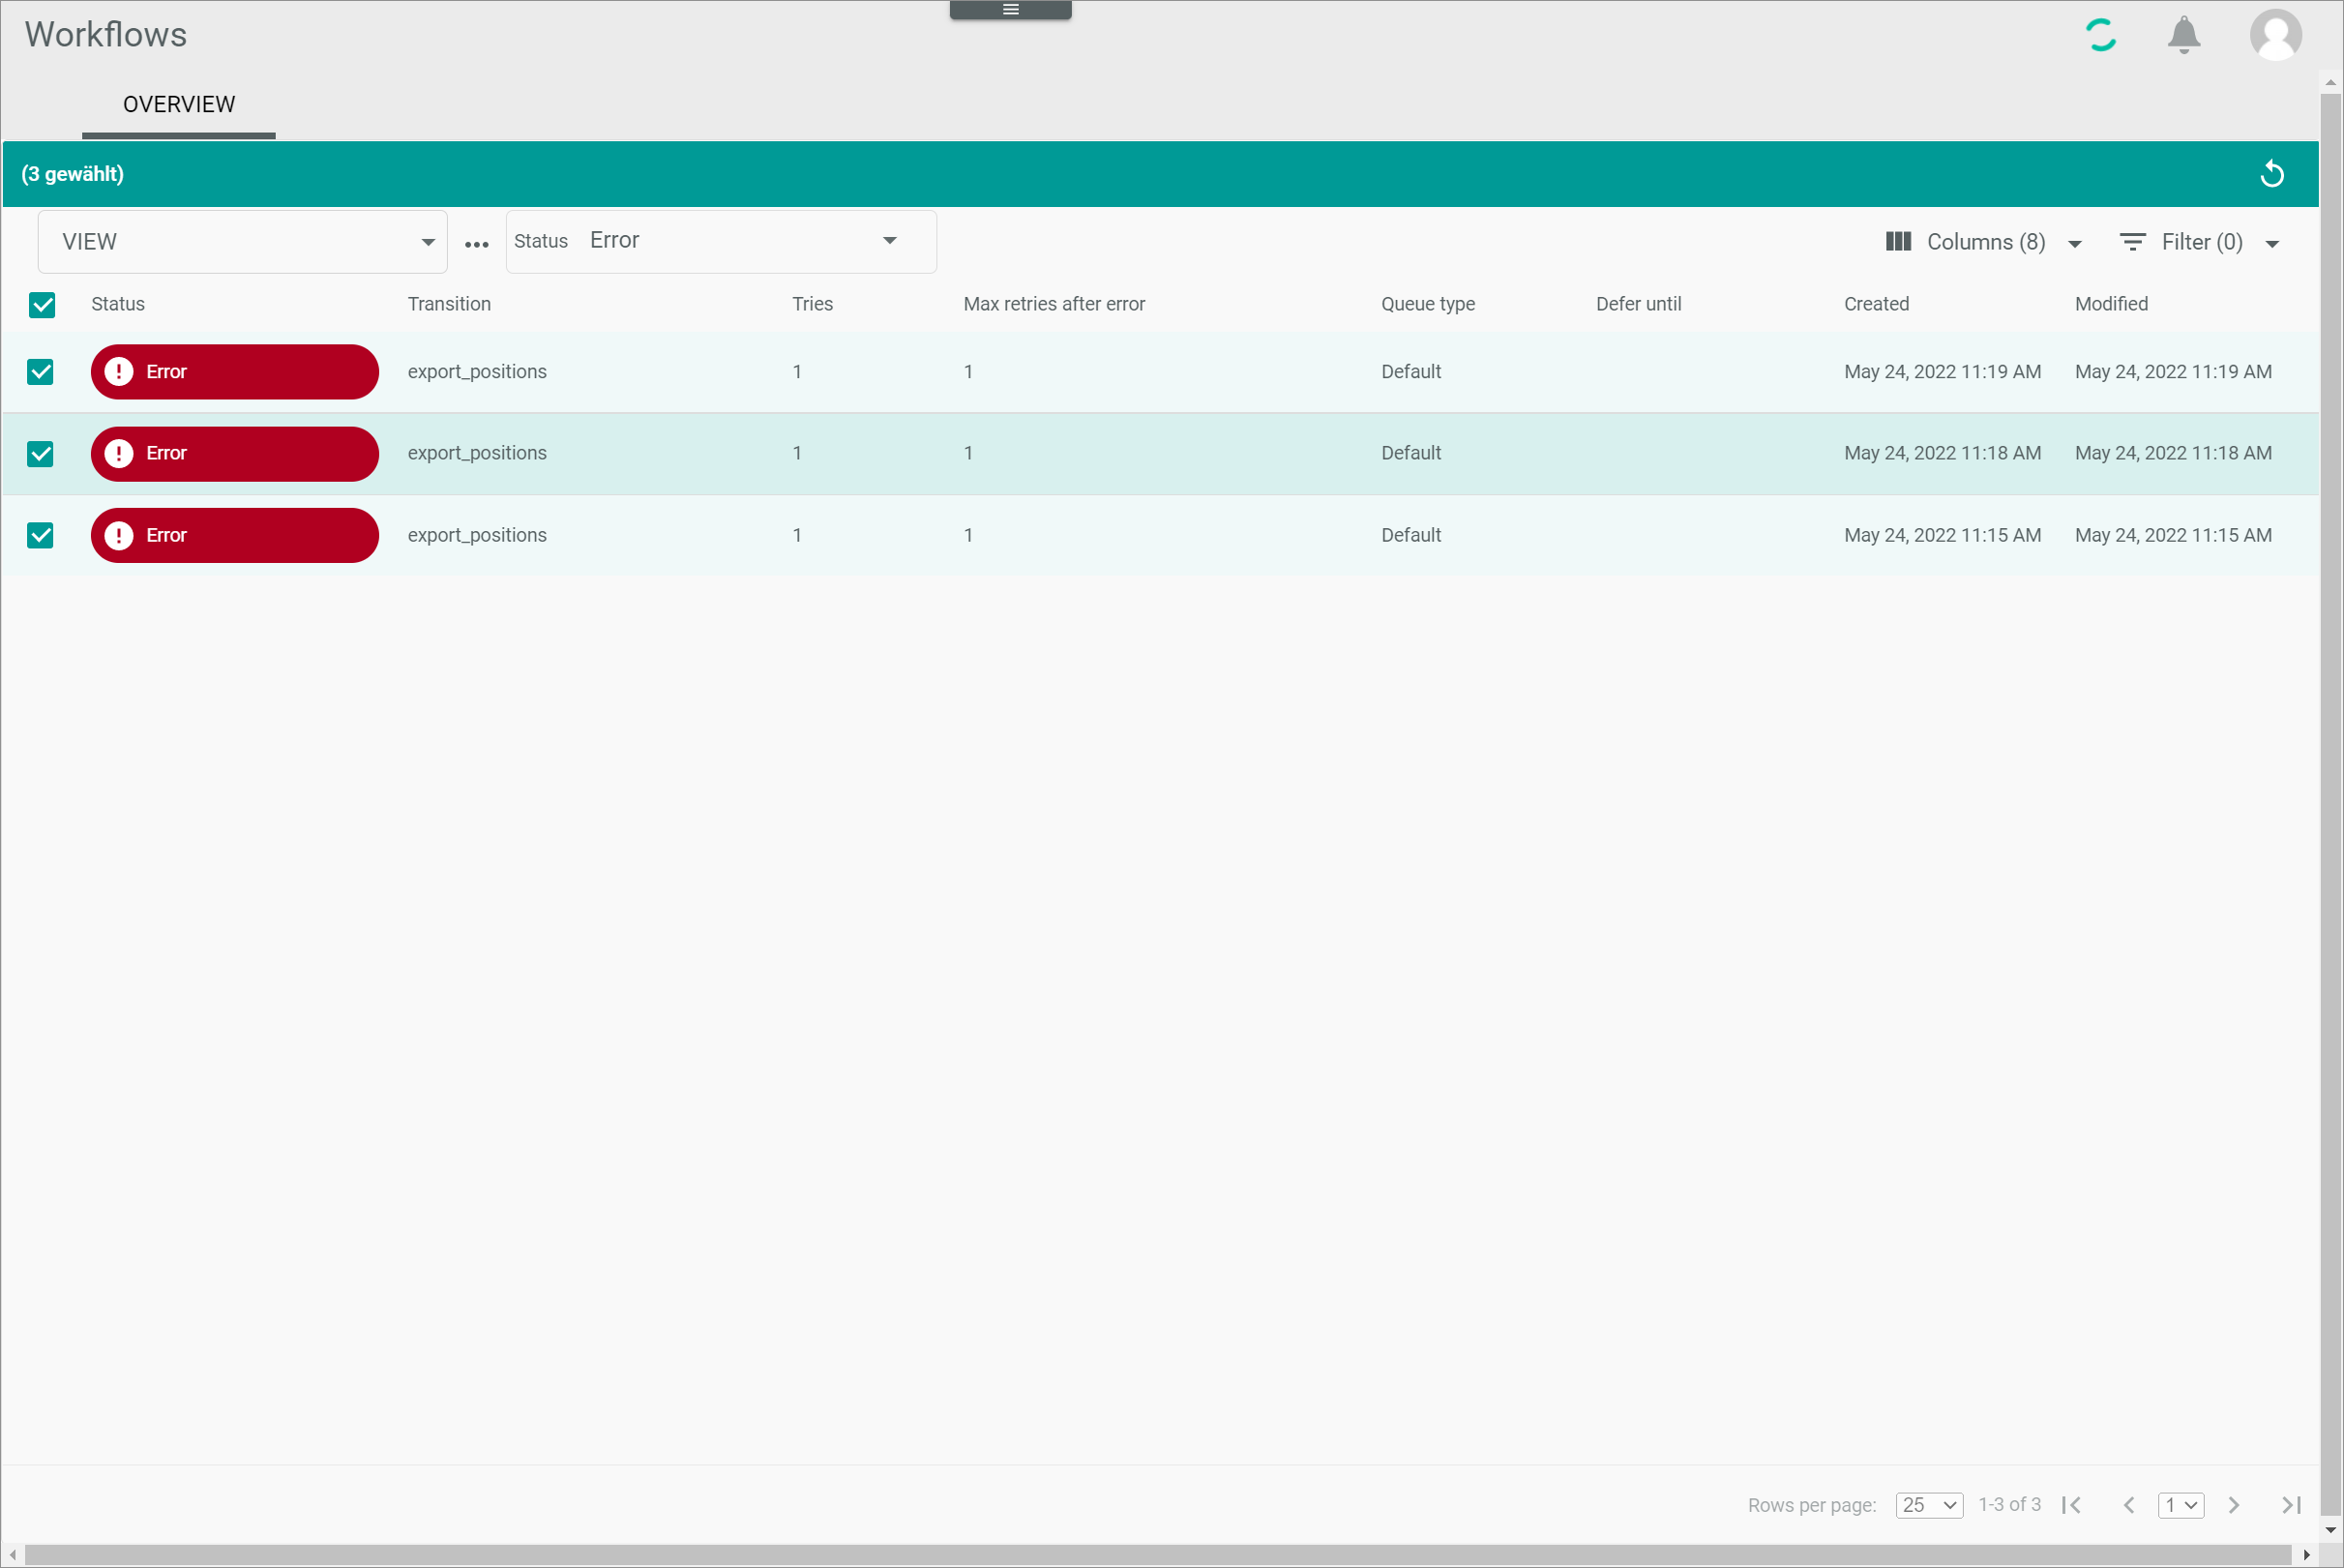 Workflows
OVERVIEW
(3 gewählt)
VIEW
Status Error
Columns (8)
Filter (0)
Status Transition Tries Max retries after error Queue type Defer until Created Modified
Error export_positions 1 1 Default May 24, 2022 11:19 AM May 24, 2022 11:19 AM
Error export_positions 1 1 Default May 24, 2022 11:18 AM May 24, 2022 11:18 AM
Error export_positions 1 1 Default May 24, 2022 11:15 AM May 24, 2022 11:15 AM
Rows per page: 25 1-3 of 3 1